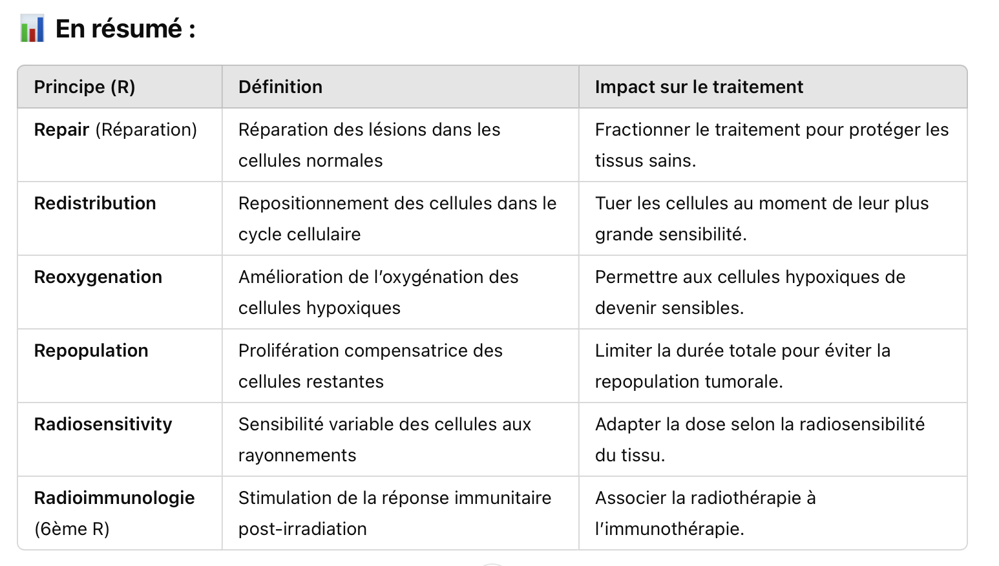 📊 En résumé :
Principe (R) Définition Impact sur le traitement
Repair (Réparation) Réparation des lésions dans les Fractionner le traitement pour protéger les
cellules normales tissus sains.
Redistribution Repositionnement des cellules dans le Tuer les cellules au moment de leur plus
cycle cellulaire grande sensibilité.
Reoxygenation Amélioration de l’oxygénation des Permettre aux cellules hypoxiques de
cellules hypoxiques devenir sensibles.
Repopulation Prolifération compensatrice des Limiter la durée totale pour éviter la
cellules restantes repopulation tumorale.
Radiosensitivity Sensibilité variable des cellules aux Adapter la dose selon la radiosensibilité
rayonnements du tissu.
Radioimmunologie Stimulation de la réponse immunitaire Associer la radiothérapie à
(6ème R) post-irradiation l’immunothérapie.